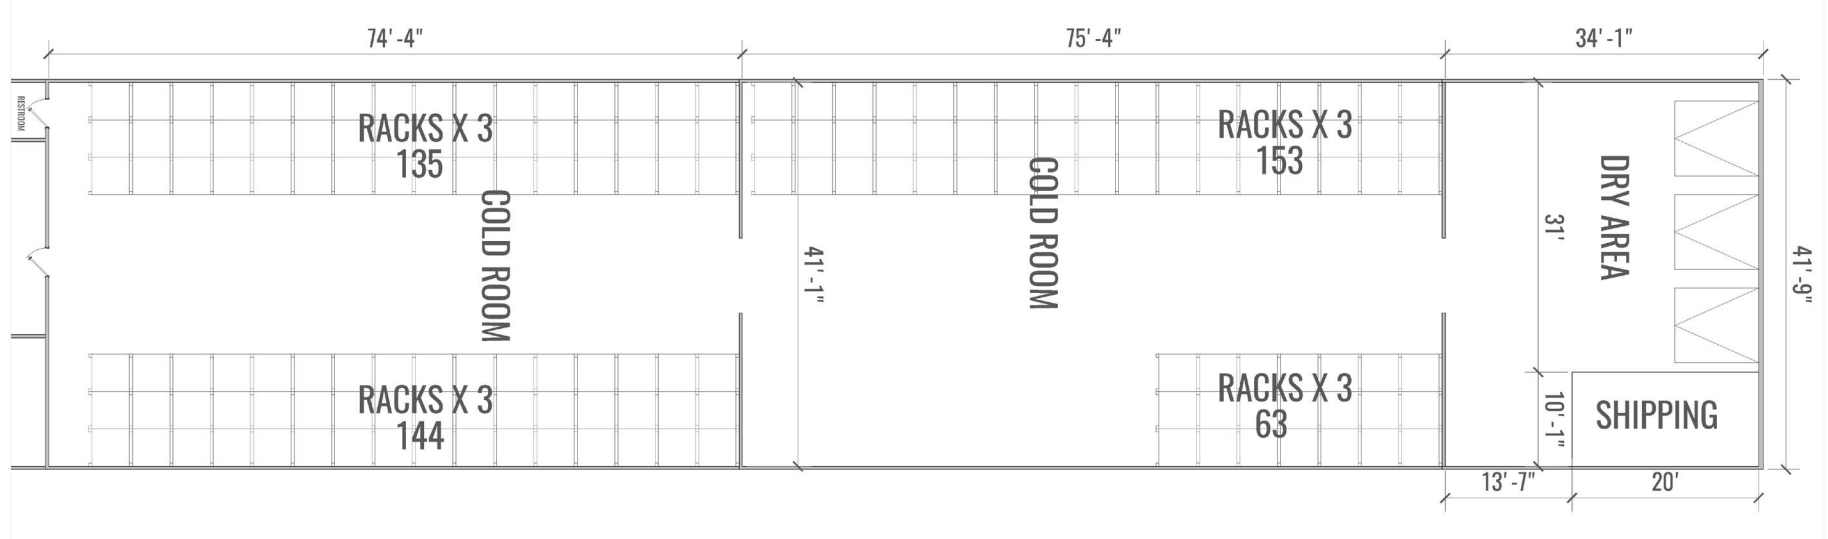 74' -4"
75' -4"
34' -1"
RESTROOM
RACKS X 3
135
RACKS X 3
153
COLD ROOM
COLD ROOM
DRY AREA
41' -1"
31'
41' -9"
RACKS X 3
144
RACKS X 3
63
10' -1"
SHIPPING
13' -7"
20'